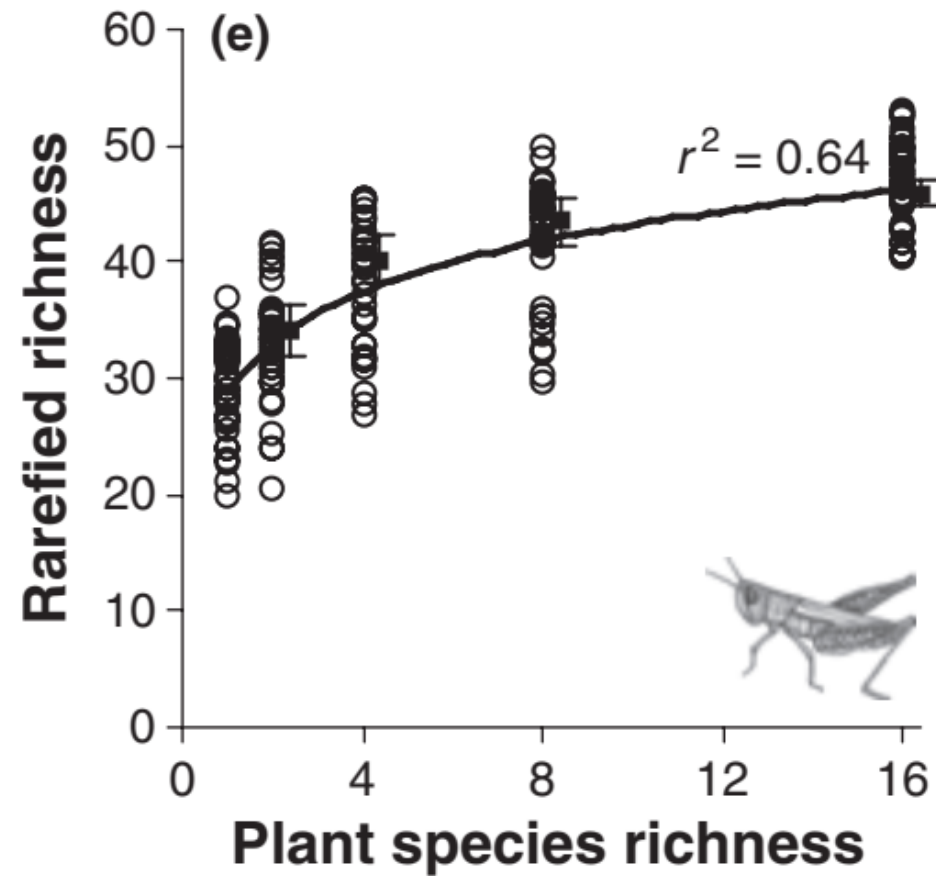 (e)
60
50
40
30
20
10
0
r² = 0.64
Rarefied richness
0 4 8 12 16
Plant species richness